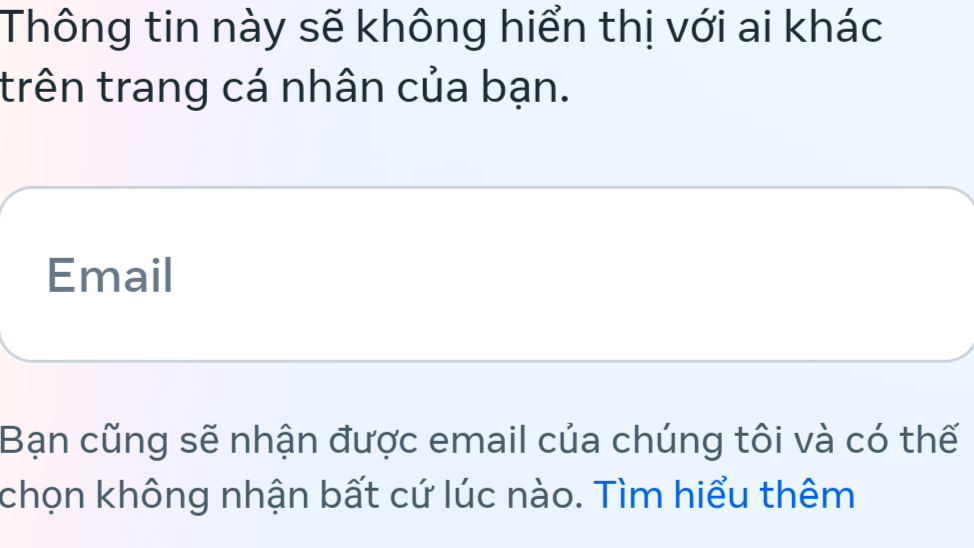 Thông tin này sẽ không hiển thị với ai khác
trên trang cá nhân của bạn.
Email
Bạn cũng sẽ nhận được email của chúng tôi và có thể
chọn không nhận bất cứ lúc nào. Tìm hiểu thêm